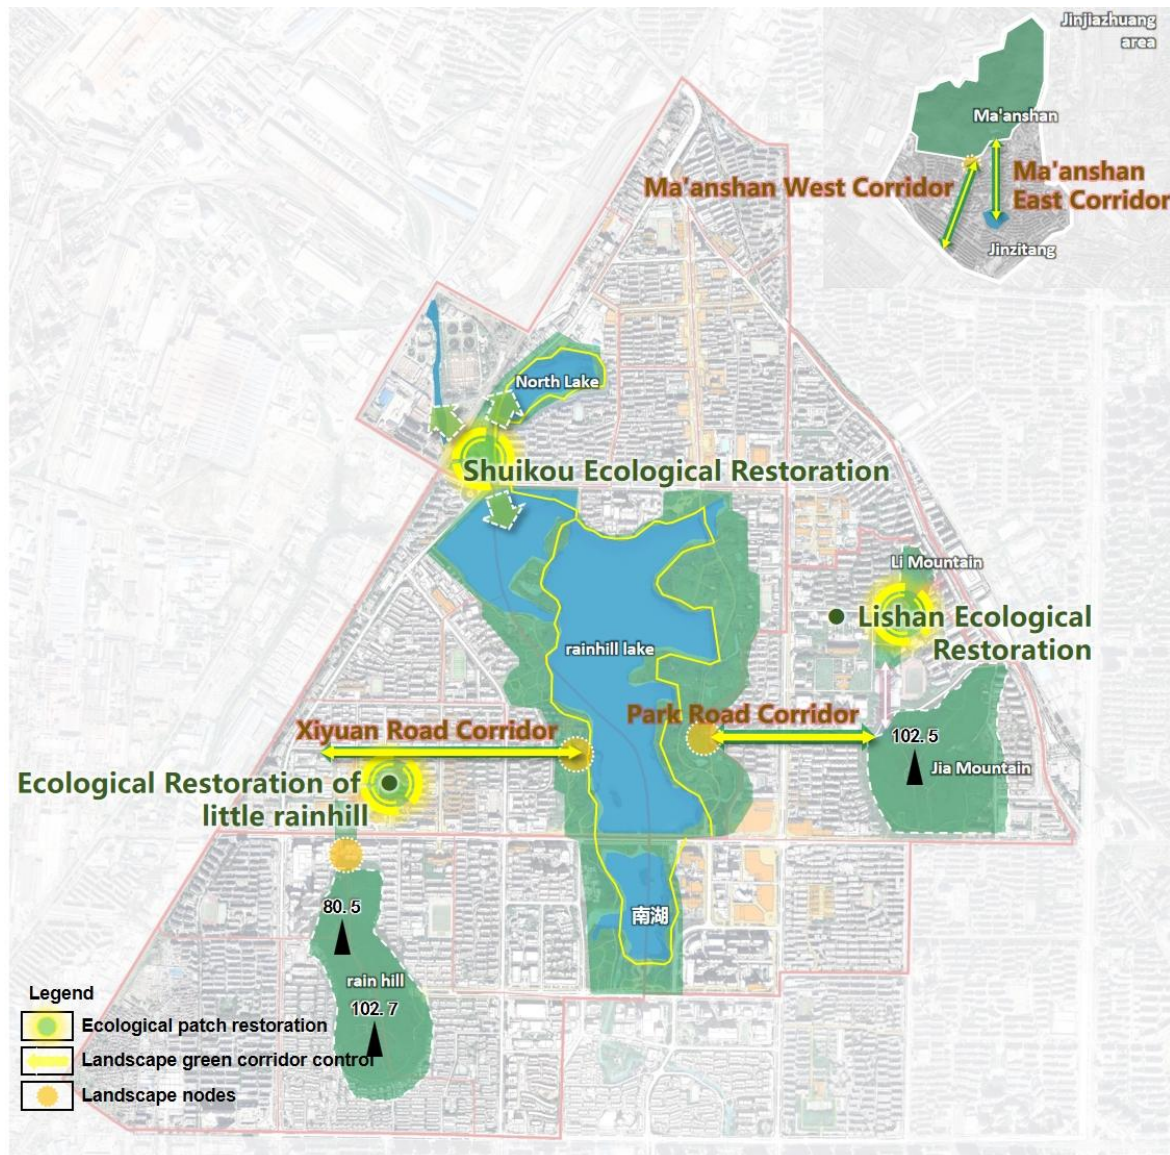 Jinjiazhuang
area
Ma'anshan
Ma'anshan West Corridor
Ma'anshan
East Corridor
Jinzitang
North Lake
Shuikou Ecological Restoration
Li Mountain
Lishan Ecological
Restoration
rainhill lake
Xiyuan Road Corridor
Park Road Corridor
102.5
Jia Mountain
Ecological Restoration of
little rainhill
80.5
南湖
rain hill
102.7
Legend
Ecological patch restoration
Landscape green corridor control
Landscape nodes